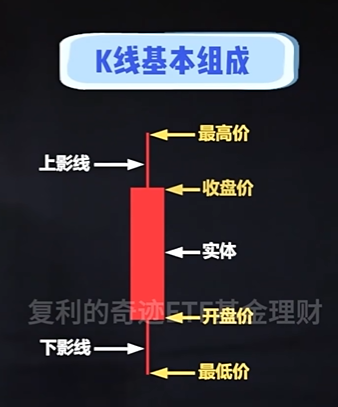 K线基本组成
最高价
上影线
收盘价
实体
复利的奇迹ETF基金理财
开盘价
下影线
最低价